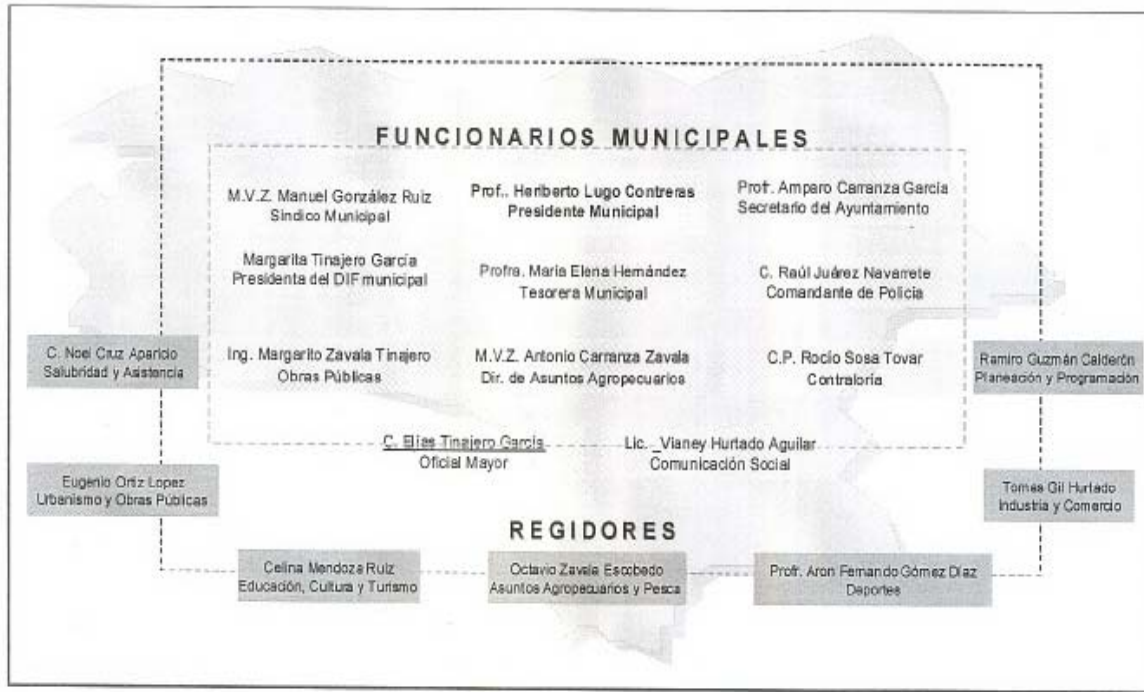 FUNCIONARIOS MUNICIPALES
M.V.Z. Manuel González Ruiz
Sindico Municipal
Prof.. Heriberto Lugo Contreras
Presidente Municipal
Profr. Amparo Carranza García
Secretario del Ayuntamiento
Margarita Tinajero García
Presidenta del DIF municipal
Profra. Maria Elena Hernández
Tesorera Municipal
C. Raúl Juárez Navarrete
Comandante de Policia
C. Noel Cruz Aparicio
Salubridad y Asistencia
Ing. Margarito Zavala Tinajero
Obras Públicas
M.V.Z. Antonio Carranza Zavala
Dir. de Asuntos Agropecuarios
C.P. Rocío Sosa Tovar
Contraloría
Ramiro Guzmán Calderón
Planeación y Programación
C. Elías Tinajero García
Oficial Mayor
Lic. _Vianey Hurtado Aguilar
Comunicación Social
Eugenio Ortiz Lopez
Urbanismo y Obras Públicas
Tomas Gil Hurtado
Industria y Comercio
REGIDORES
Celina Mendoza Ruiz
Educación, Cultura y Turismo
Octavio Zavala Escobedo
Asuntos Agropecuarios y Pesca
Profr. Aron Fernando Gómez Díaz
Deportes